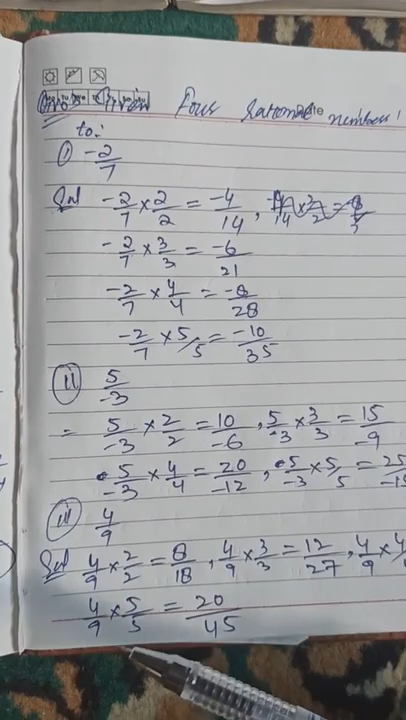 Four rational numbers
to:
(i) -2/7
Sol -2/7 × 2/2 = -4/14,
-2/7 × 3/3 = -6/21
-2/7 × 4/4 = -8/28
-2/7 × 5/5 = -10/35
(ii) 5/-3
= 5/-3 × 2/2 = 10/-6, 5/-3 × 3/3 = 15/-9
5/-3 × 4/4 = 20/-12, 5/-3 × 5/5 = 25/-15
(iii) 4/9
Sol 4/9 × 2/2 = 8/18, 4/9 × 3/3 = 12/27, 4/9 × 4/
4/9 × 5/5 = 20/45